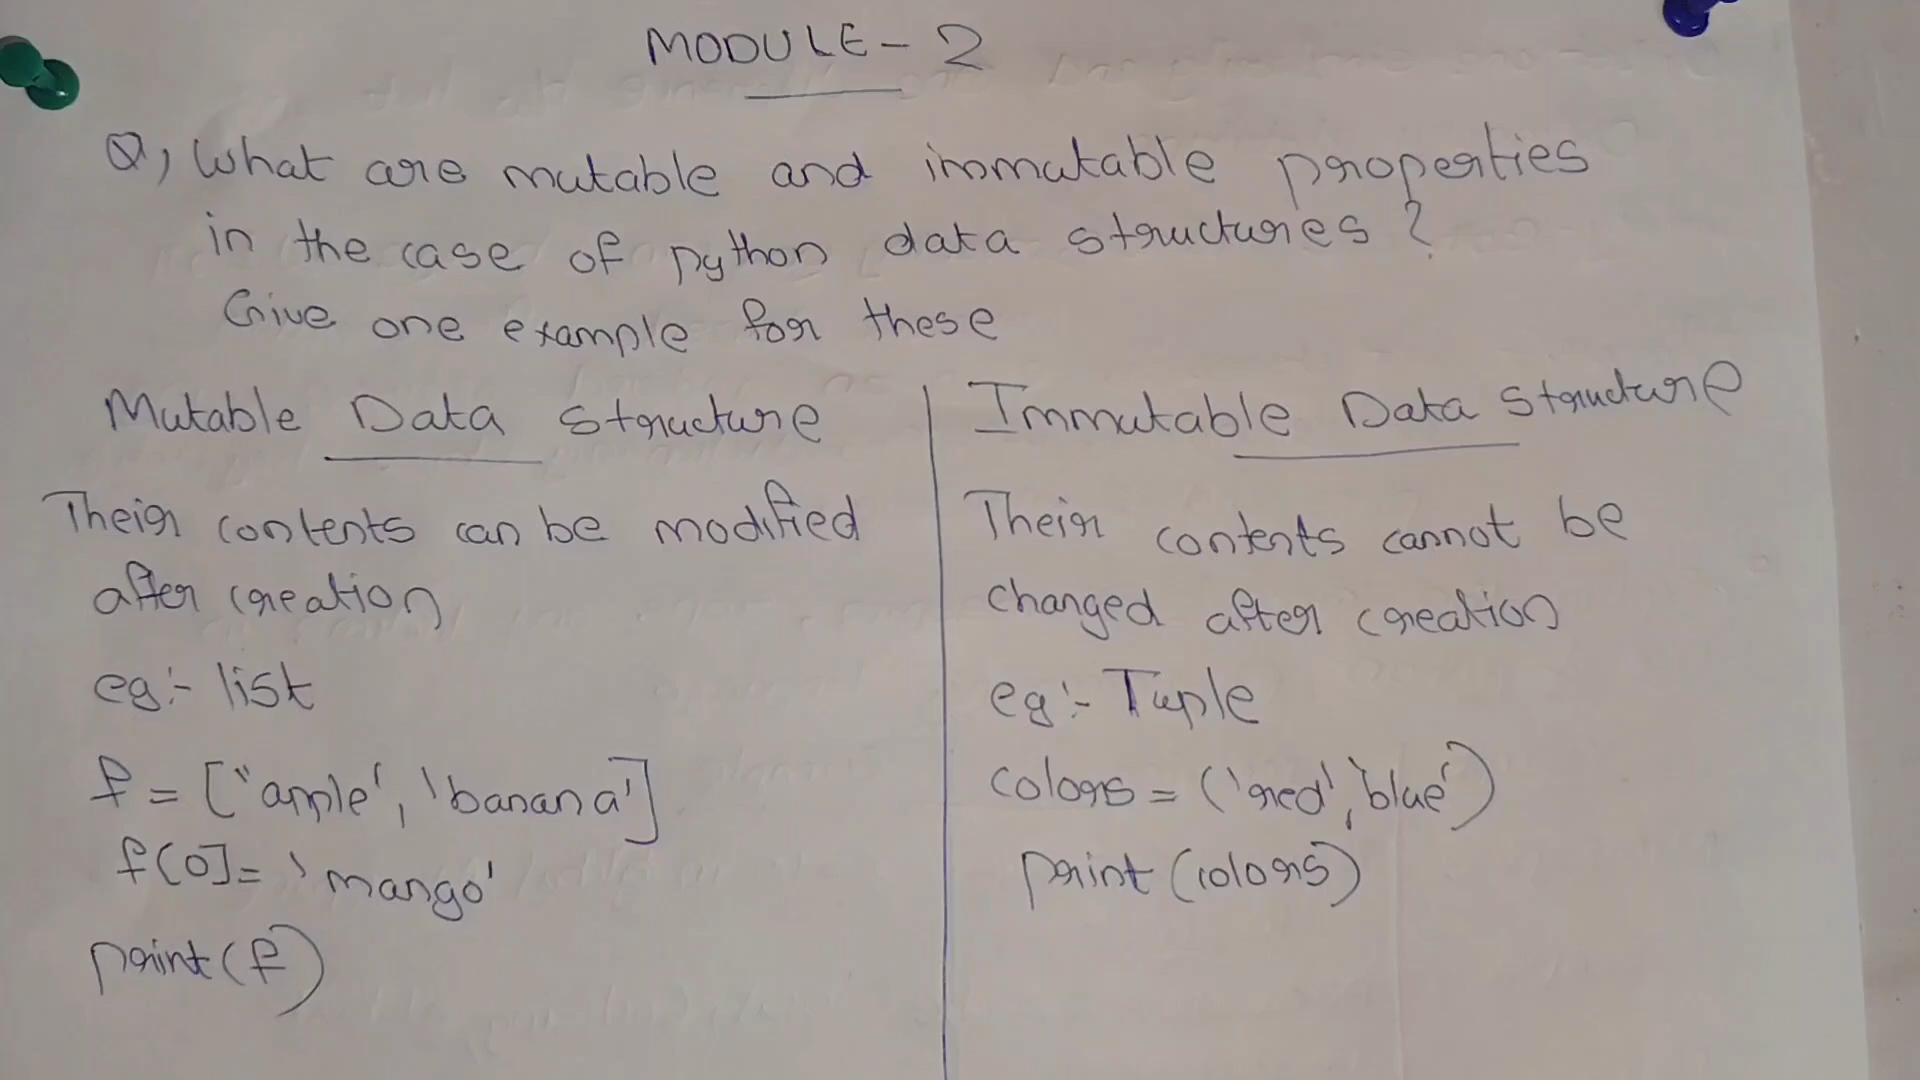 MODULE - 2
Q, What are mutable and immutable properties
in the case of python data structures ?
Give one example for these
Mutable Data Structure
Their contents can be modified
after creation
eg:- list
f = ["apple', 'banana']
f[0] = 'mango'
print(f)
Immutable Data Structure
Their contents cannot be
changed after creation
eg:- Tuple
colors = ('red', 'blue')
print (colors)